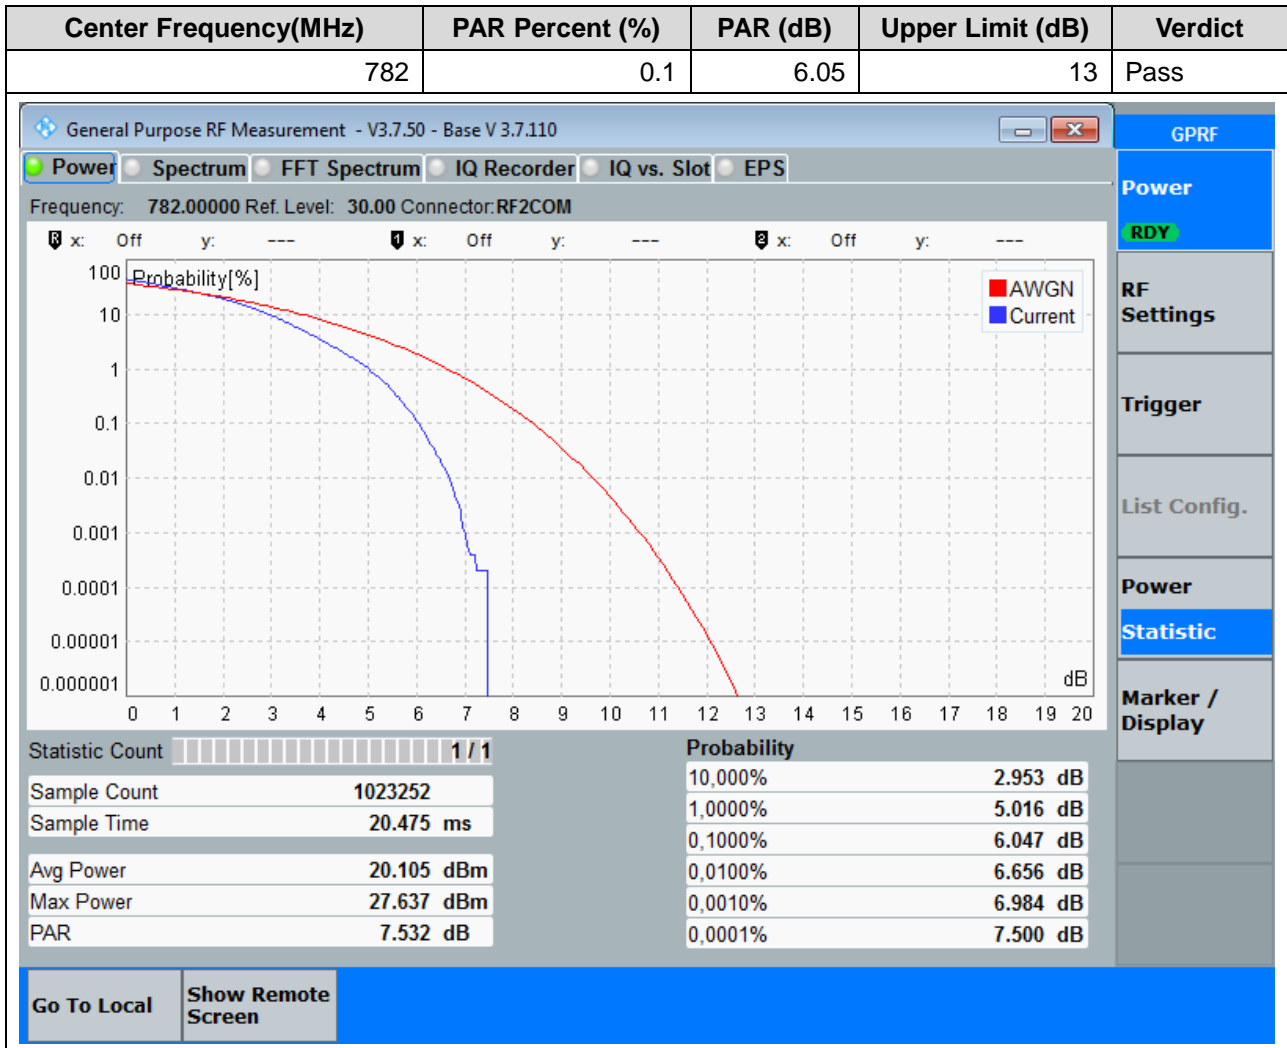 Center Frequency(MHz) PAR Percent (%) PAR (dB) Upper Limit (dB) Verdict
782 0.1 6.05 13 Pass
General Purpose RF Measurement - V3.7.50 - Base V 3.7.110
GPRF
Power Spectrum FFT Spectrum IQ Recorder IQ vs. Slot EPS
Power
RDY
Frequency: 782.00000 Ref. Level: 30.00 Connector:RF2COM
R x: Off y: --- 1 x: Off y: --- 2 x: Off y: ---
Probability[%]
AWGN
Current
100
10
1
0.1
0.01
0.001
0.0001
0.00001
0.000001
dB
0 1 2 3 4 5 6 7 8 9 10 11 12 13 14 15 16 17 18 19 20
RF
Settings
Trigger
List Config.
Power
Statistic
Marker /
Display
Statistic Count 1 / 1
Sample Count 1023252
Sample Time 20.475 ms
Avg Power 20.105 dBm
Max Power 27.637 dBm
PAR 7.532 dB
Probability
10,000% 2.953 dB
1,0000% 5.016 dB
0,1000% 6.047 dB
0,0100% 6.656 dB
0,0010% 6.984 dB
0,0001% 7.500 dB
Go To Local
Show Remote
Screen